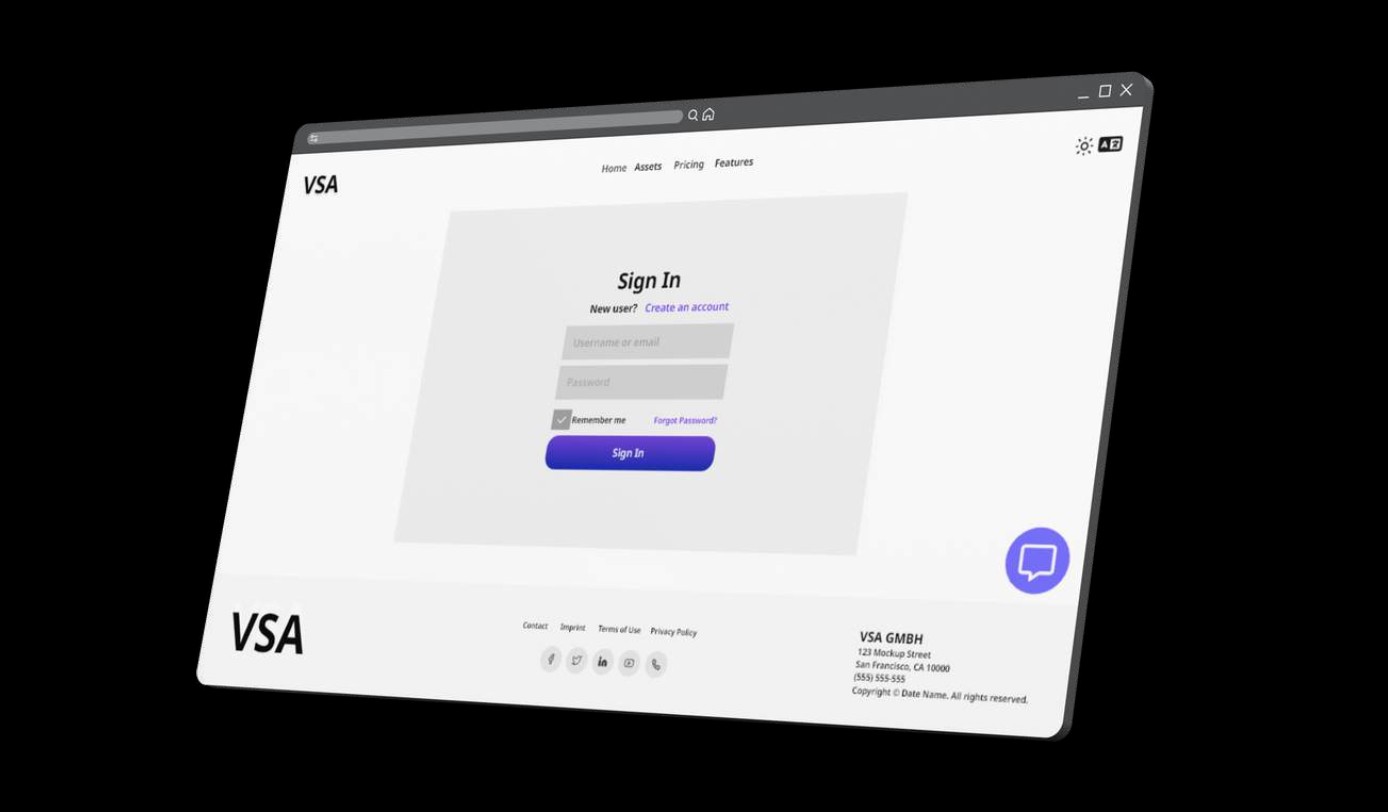 VSA
Home Assets Pricing Features
A
Sign In
New user? Create an account
Username or email
Password
Remember me Forgot Password?
Sign In
VSA
Contact Imprint Terms of Use Privacy Policy
in
VSA GMBH
123 Mockup Street
San Francisco, CA 10000
(555) 555-555
Copyright © Date Name. All rights reserved.